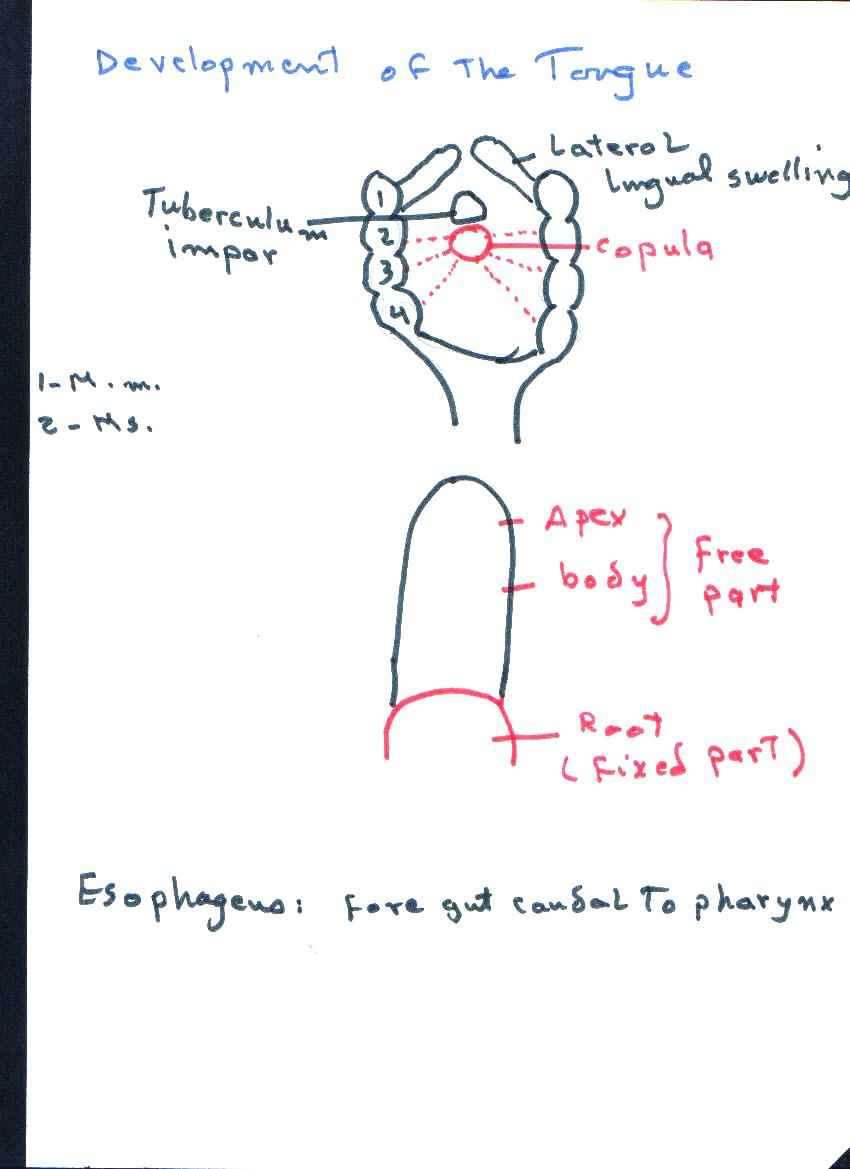 Development of The Tongue
Lateral
lingual swelling
Tuberculum
impar
1
2
3
4
copula
1- M. m.
2 - Ms.
Apex
body
Free
part
Root
(Fixed part)
Esophageus: Fore gut caudal To pharynx